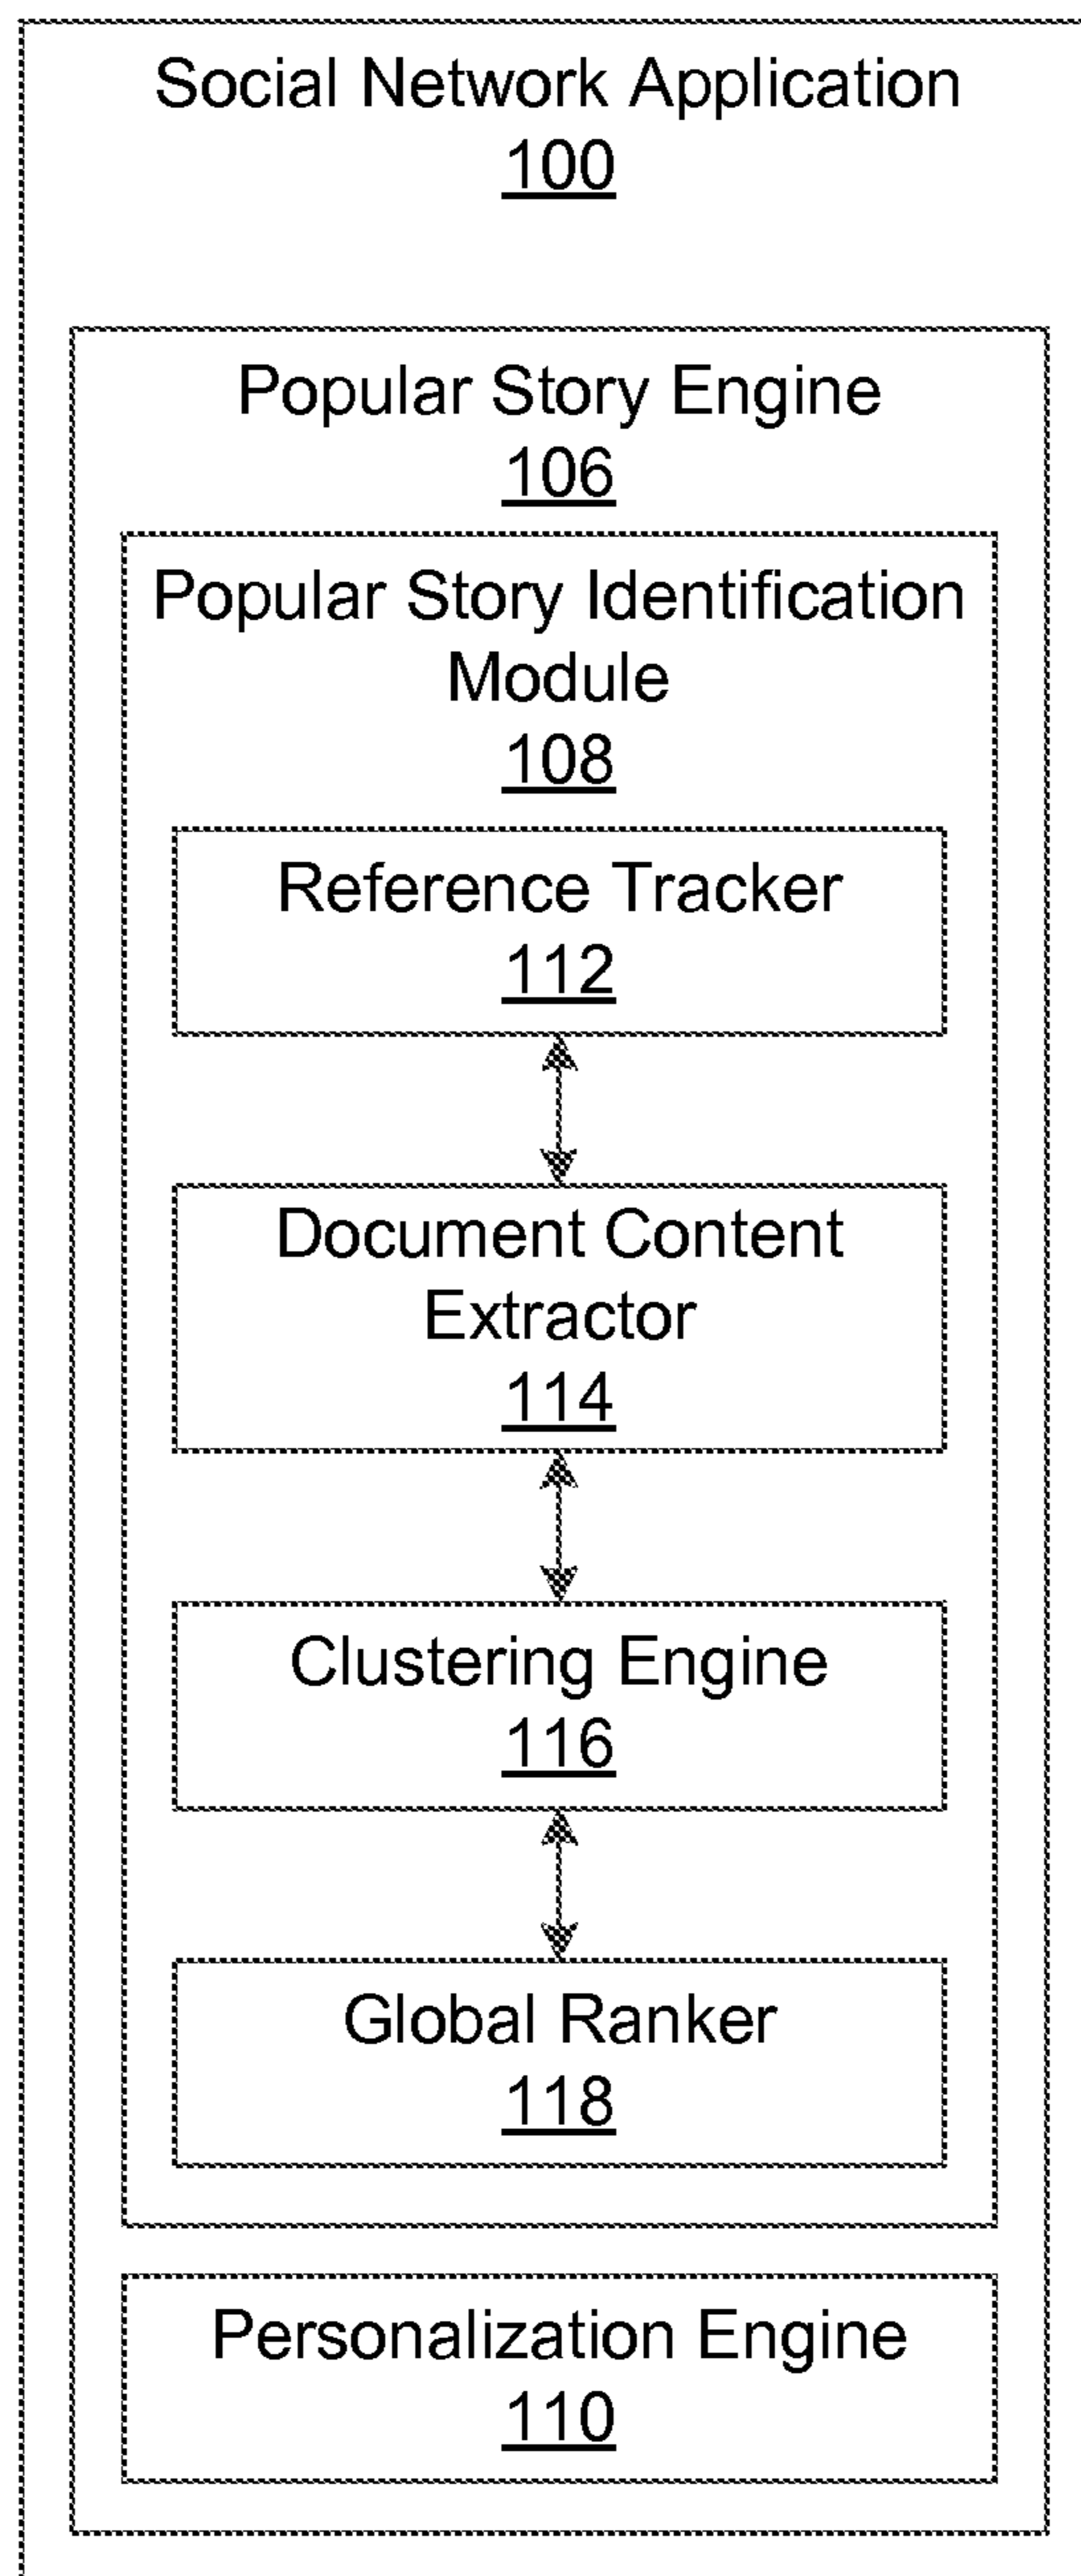 Social Network Application
100
Popular Story Engine
106
Popular Story Identification
Module
108
Reference Tracker
112
Document Content
Extractor
114
Clustering Engine
116
Global Ranker
118
Personalization Engine
110